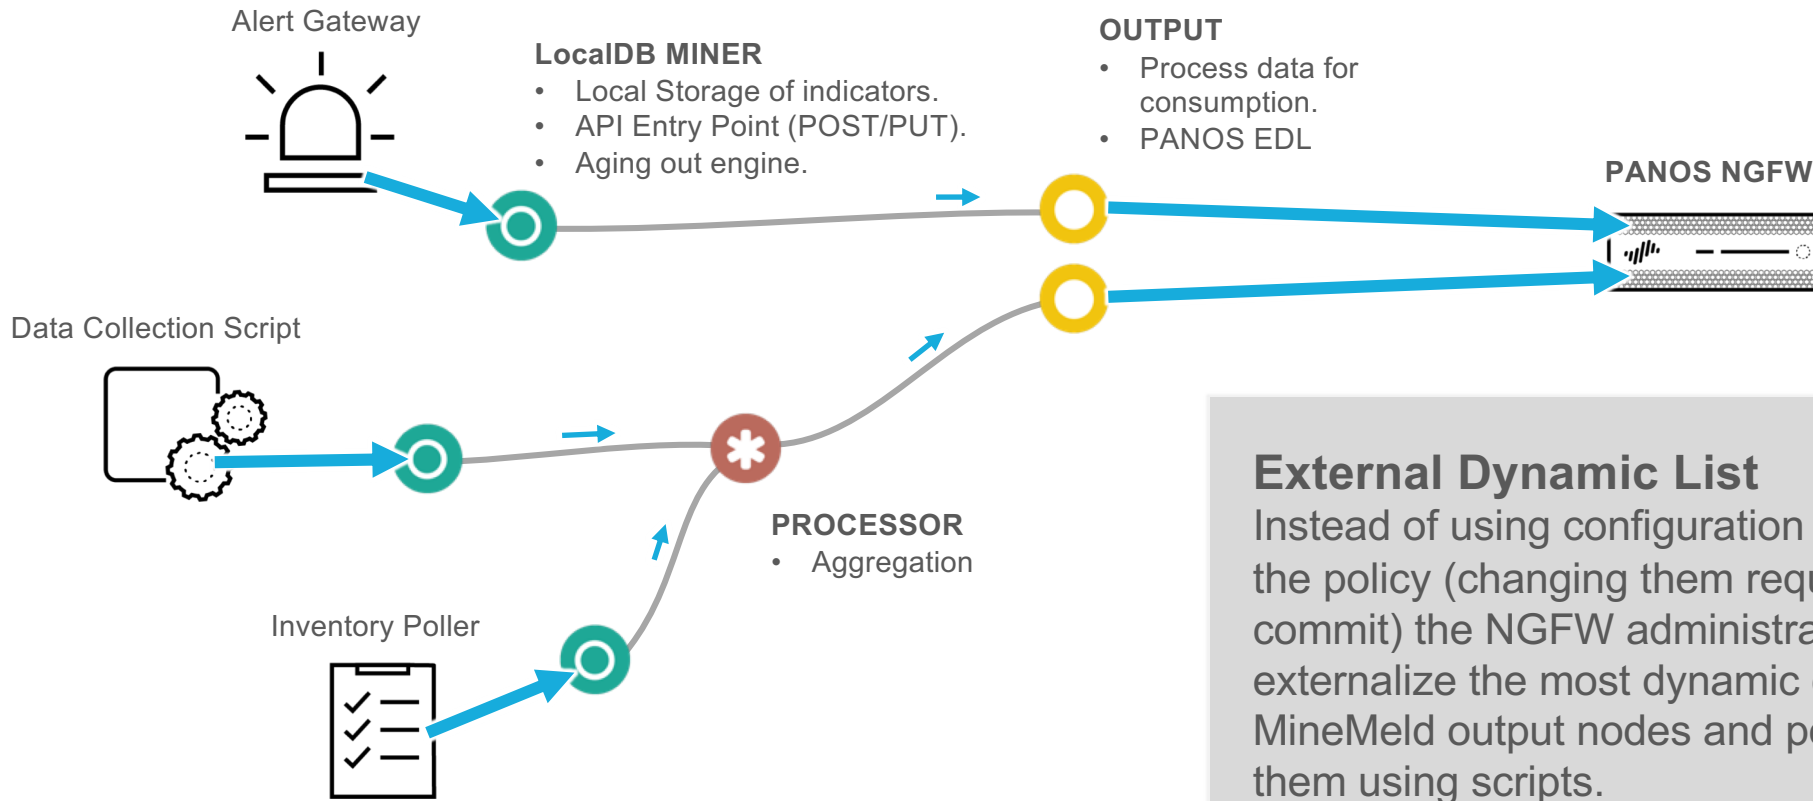 Alert Gateway
LocalDB MINER
• Local Storage of indicators.
• API Entry Point (POST/PUT).
• Aging out engine.
OUTPUT
• Process data for
consumption.
• PANOS EDL
PANOS NGFW
Data Collection Script
PROCESSOR
• Aggregation
Inventory Poller
External Dynamic List
Instead of using configuration
the policy (changing them
commit) the NGFW
externalize the most dynamic
MineMeld output nodes and
them using scripts.